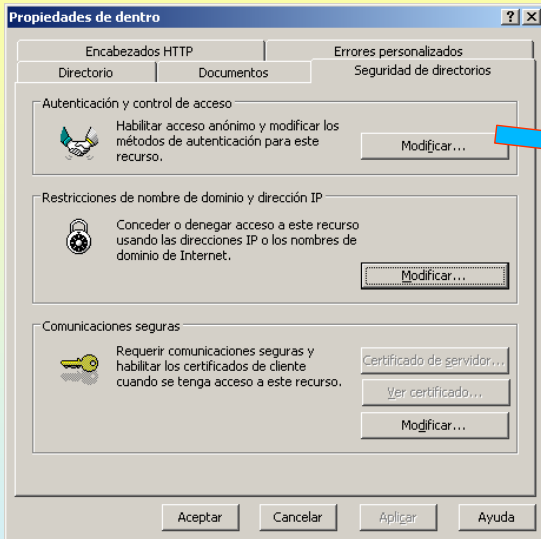 Propiedades de dentro
Encabezados HTTP
Errores personalizados
Directorio
Documentos
Seguridad de directorios
Autenticación y control de acceso
Habilitar acceso anónimo y modificar los
métodos de autenticación para este
recurso.
Modificar...
Restricciones de nombre de dominio y dirección IP
Conceder o denegar acceso a este recurso
usando las direcciones IP o los nombres de
dominio de Internet.
Modificar...
Comunicaciones seguras
Requerir comunicaciones seguras y
habilitar los certificados de cliente
cuando se tenga acceso a este recurso.
Certificado de servidor...
Ver certificado...
Modificar...
Aceptar
Cancelar
Aplicar
Ayuda